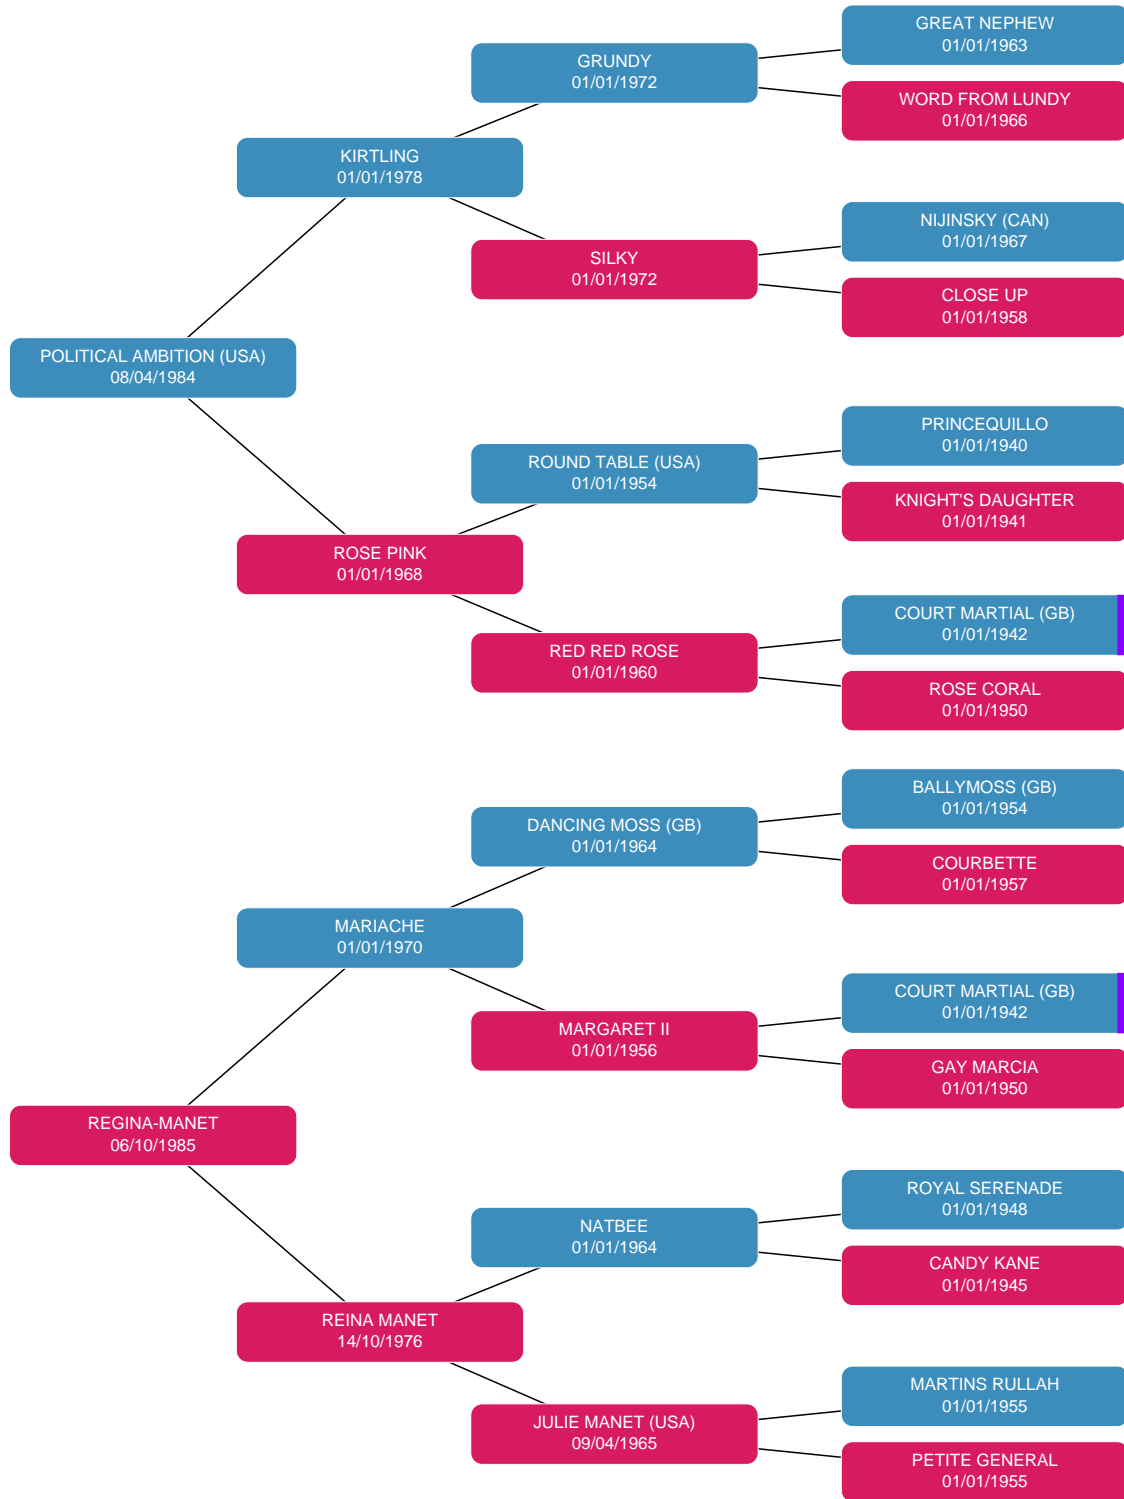 GREAT NEPHEW
01/01/1963
GRUNDY
01/01/1972
WORD FROM LUNDY
01/01/1966
KIRTLING
01/01/1978
NIJINSKY (CAN)
01/01/1967
SILKY
01/01/1972
CLOSE UP
01/01/1958
POLITICAL AMBITION (USA)
08/04/1984
PRINCEQUILLO
01/01/1940
ROUND TABLE (USA)
01/01/1954
KNIGHT'S DAUGHTER
01/01/1941
ROSE PINK
01/01/1968
COURT MARTIAL (GB)
01/01/1942
RED RED ROSE
01/01/1960
ROSE CORAL
01/01/1950
BALLYMOSS (GB)
01/01/1954
DANCING MOSS (GB)
01/01/1964
COURBETTE
01/01/1957
MARIACHE
01/01/1970
COURT MARTIAL (GB)
01/01/1942
MARGARET II
01/01/1956
GAY MARCIA
01/01/1950
REGINA-MANET
06/10/1985
ROYAL SERENADE
01/01/1948
NATBEE
01/01/1964
CANDY KANE
01/01/1945
REINA MANET
14/10/1976
MARTINS RULLAH
01/01/1955
JULIE MANET (USA)
09/04/1965
PETITE GENERAL
01/01/1955